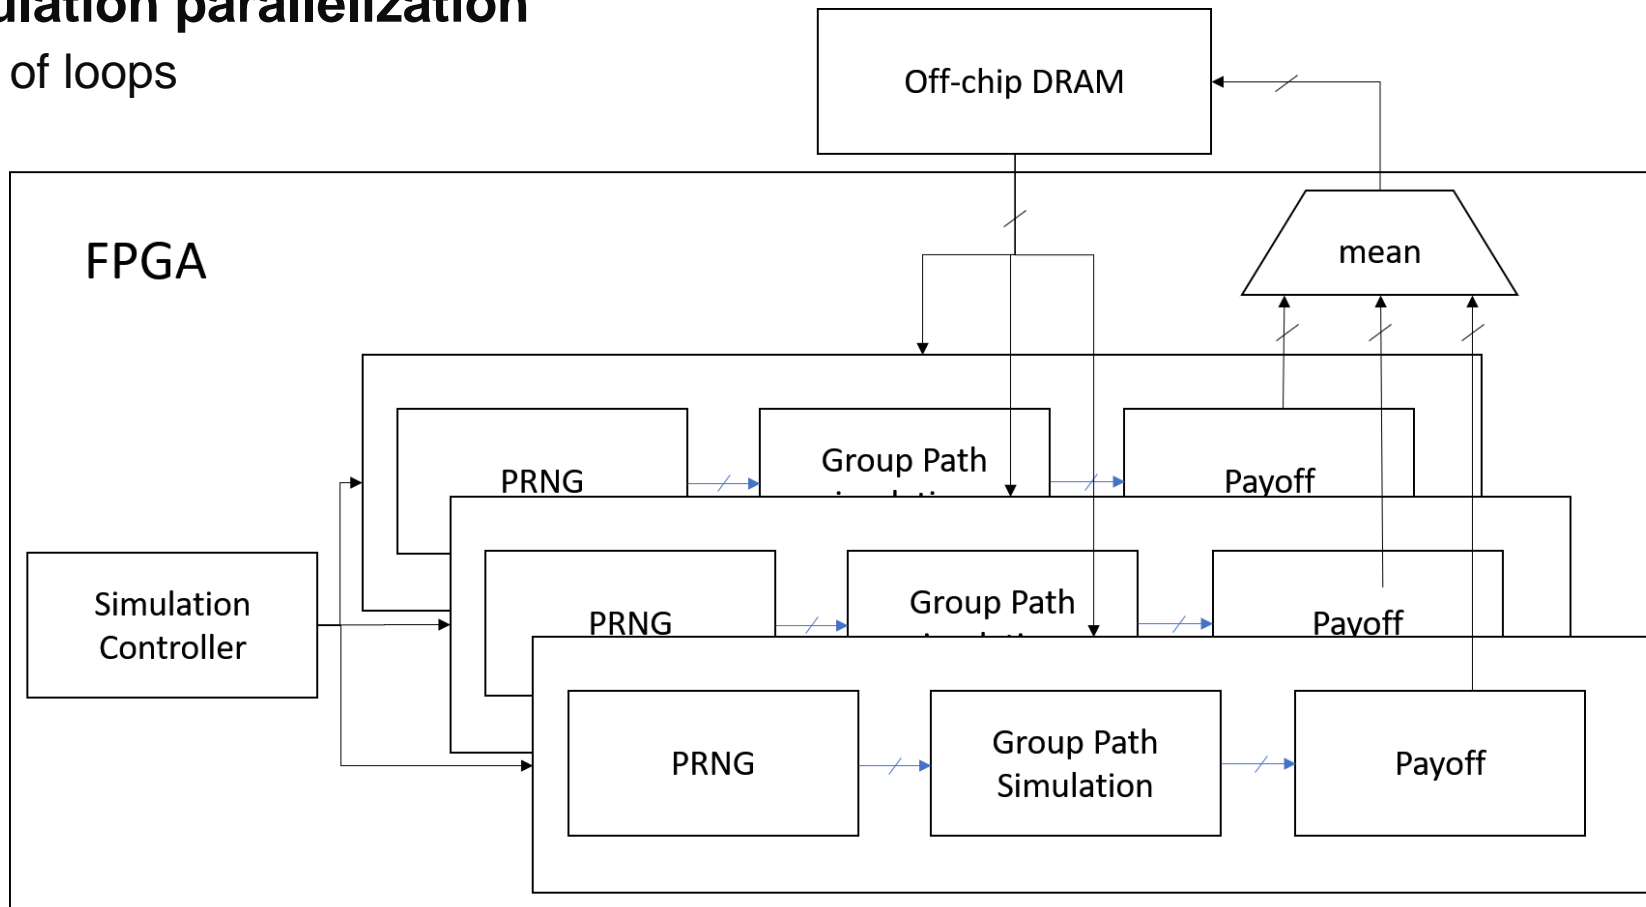 ulation parallelization
of loops
Off-chip DRAM
FPGA
mean
PRNG
Group Path
Payoff
Simulation
Controller
PRNG
Group Path
Payoff
PRNG
Group Path
Simulation
Payoff